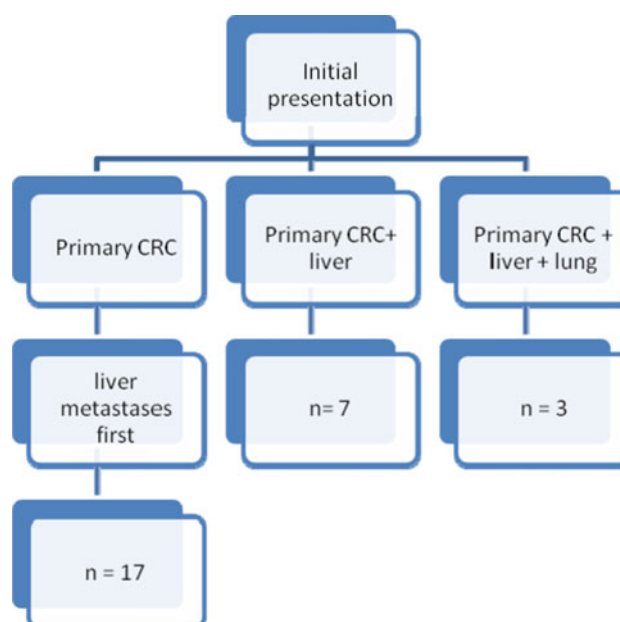 Initial
presentation
Primary CRC
Primary CRC+
liver
Primary CRC +
liver + lung
liver
metastases
first
n= 7
n = 3
n = 17